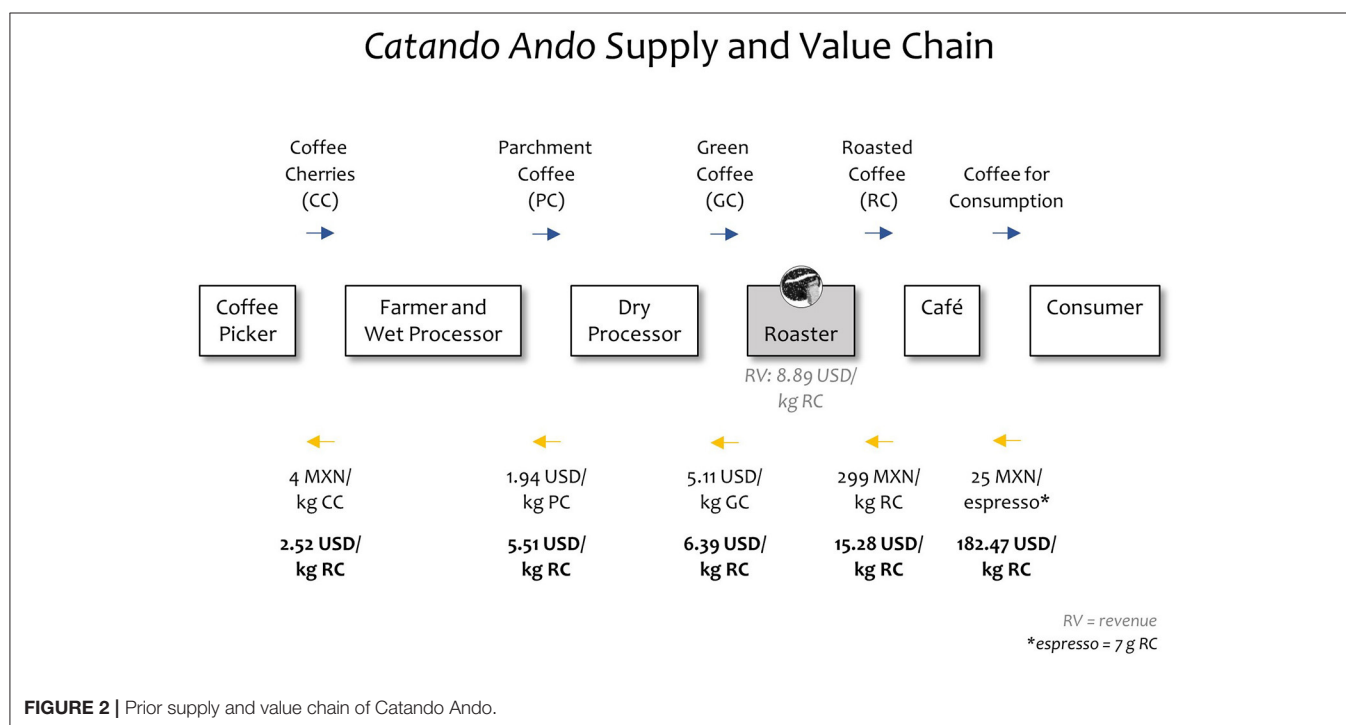 Catando Ando Supply and Value Chain
Coffee
Cherries
(CC)
Parchment
Coffee
(PC)
Green
Coffee
(GC)
Roasted
Coffee
(RC)
Coffee for
Consumption
Coffee
Picker
Farmer and
Wet Processor
Dry
Processor
Roaster
Café
Consumer
RV: 8.89 USD/
kg RC
4 MXN/
kg CC
2.52 USD/
kg RC
1.94 USD/
kg PC
5.51 USD/
kg RC
5.11 USD/
kg GC
6.39 USD/
kg RC
299 MXN/
kg RC
15.28 USD/
kg RC
25 MXN/
espresso*
182.47 USD/
kg RC
RV = revenue
*espresso = 7 g RC
FIGURE 2 | Prior supply and value chain of Catando Ando.